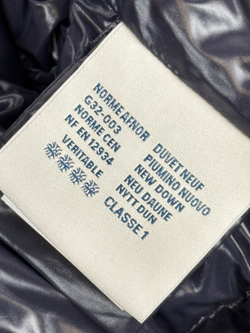 NORME AFNOR
G32-003
NORME CEN
NF EN 12934
VERITABLE
DUVET NEUF
PIUMINO NUOVO
NEW DOWN
NEU DAUNE
NYTT DUN
CLASSE 1